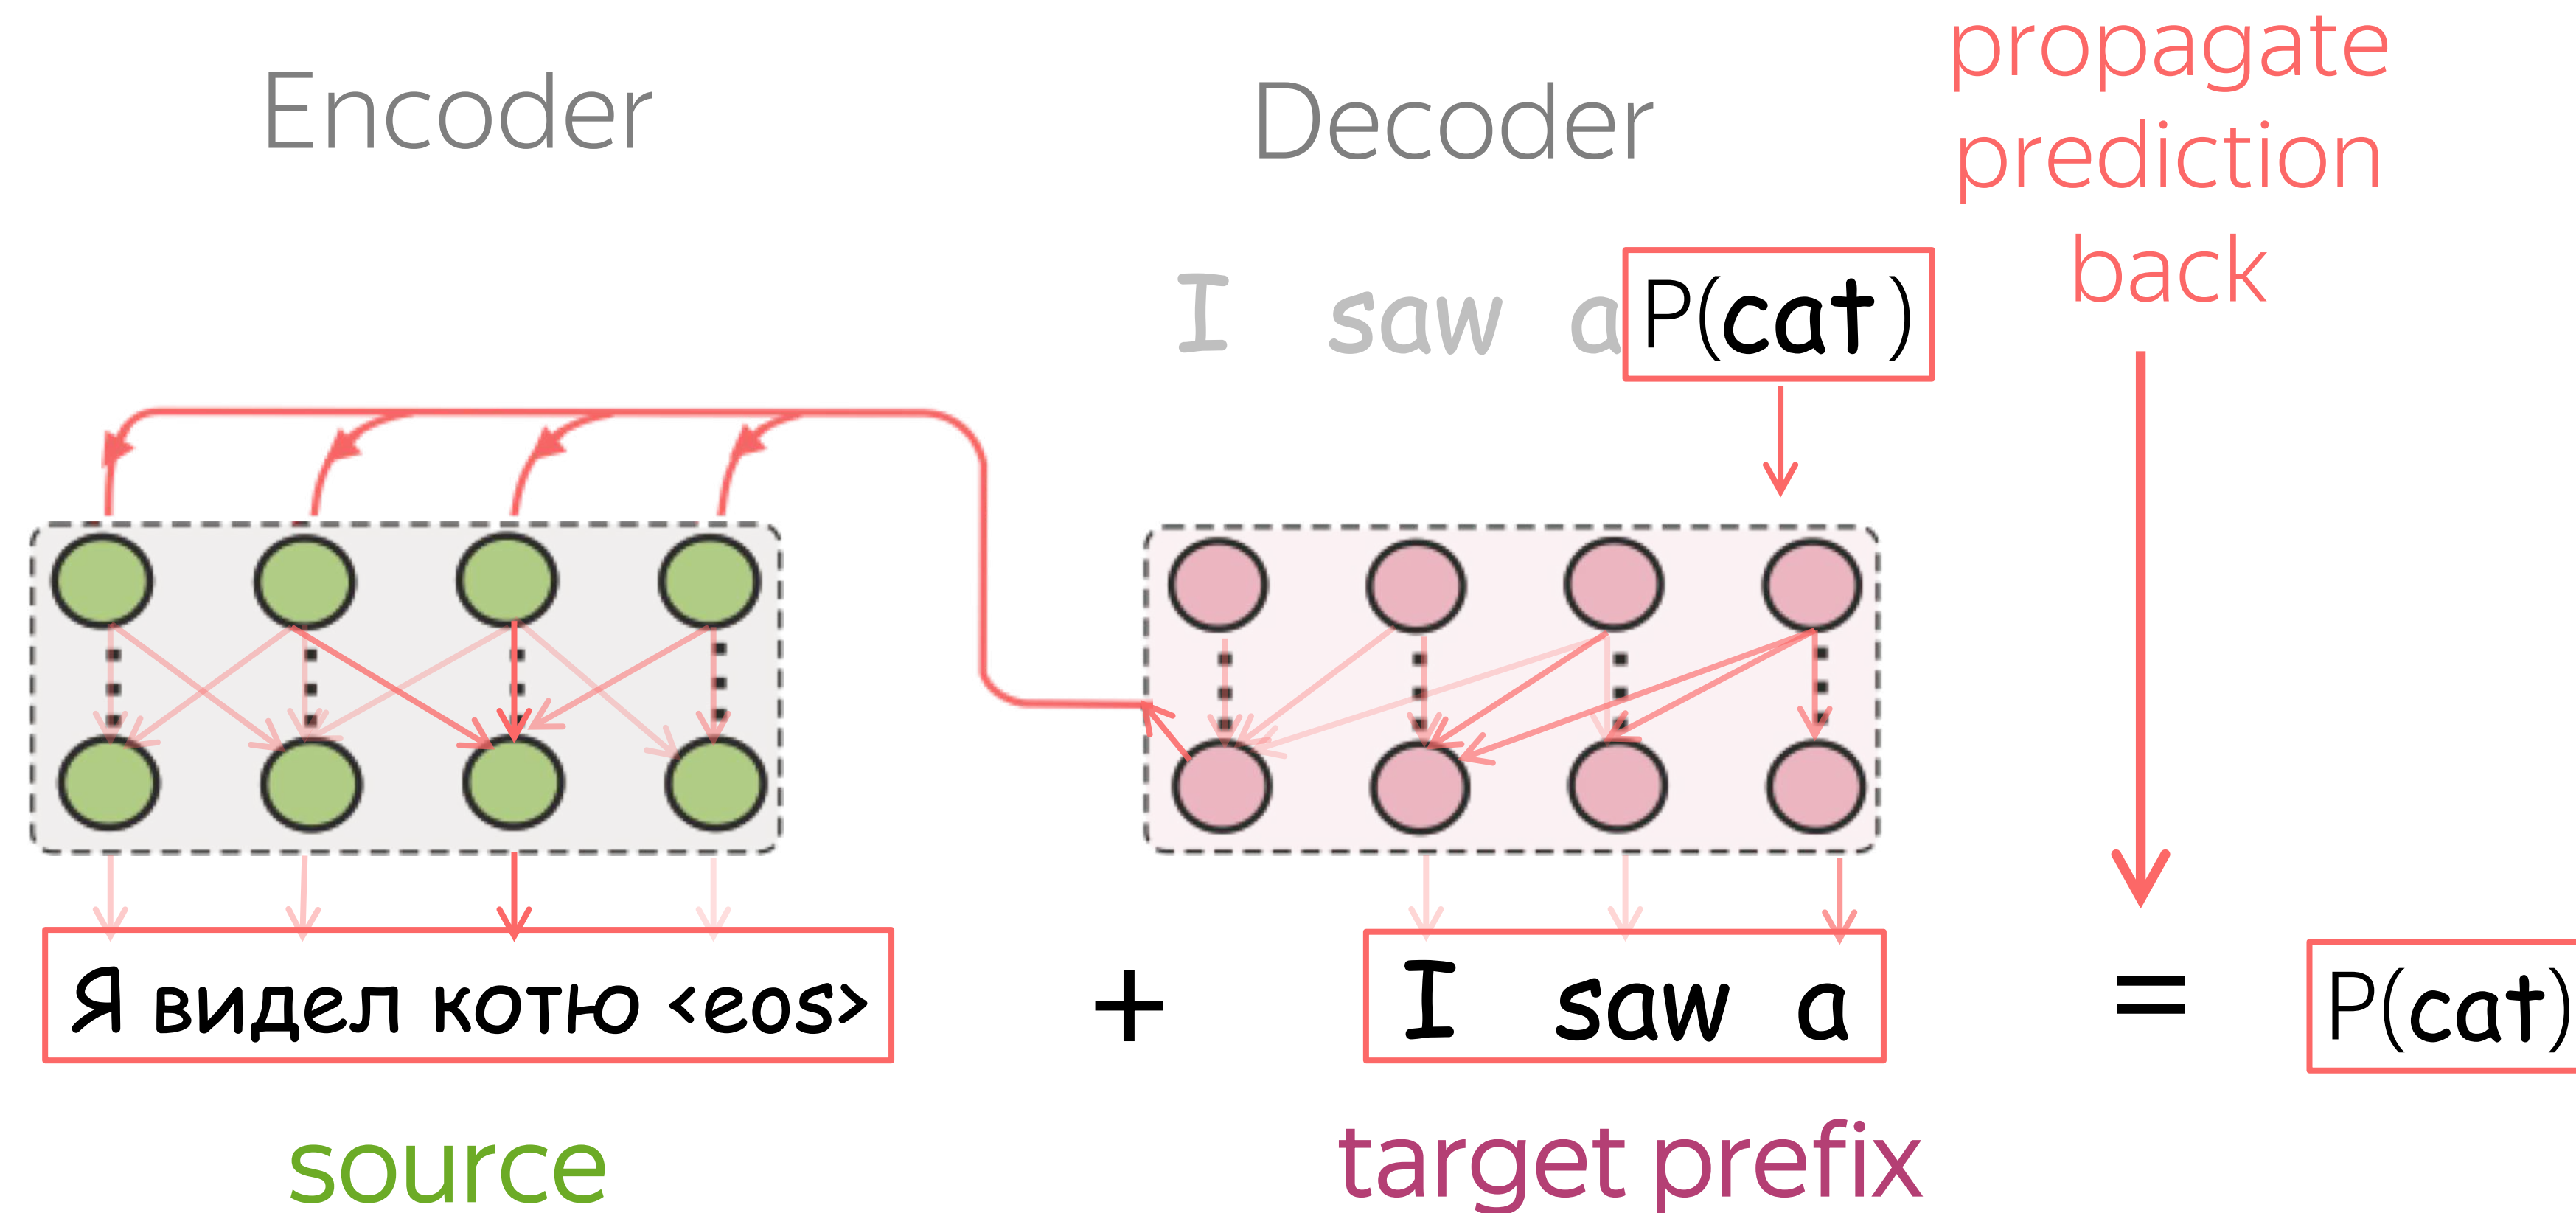 Encoder
Decoder
propagate
prediction
back
I saw a P(cat)
Я видел котю <eos> + I saw a = P(cat)
source
target prefix